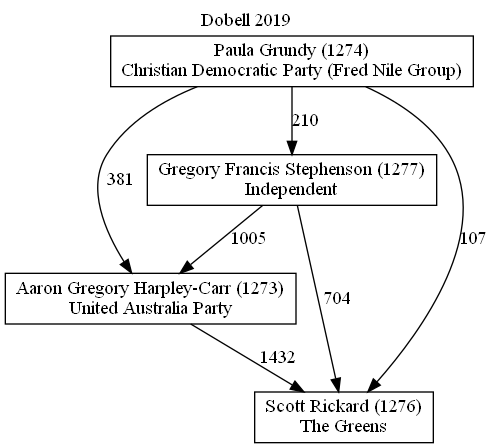 Dobell 2019
Paula Grundy (1274)
Christian Democratic Party (Fred Nile Group)
210
381
Gregory Francis Stephenson (1277)
Independent
1005
107
704
Aaron Gregory Harpley-Carr (1273)
United Australia Party
1432
Scott Rickard (1276)
The Greens